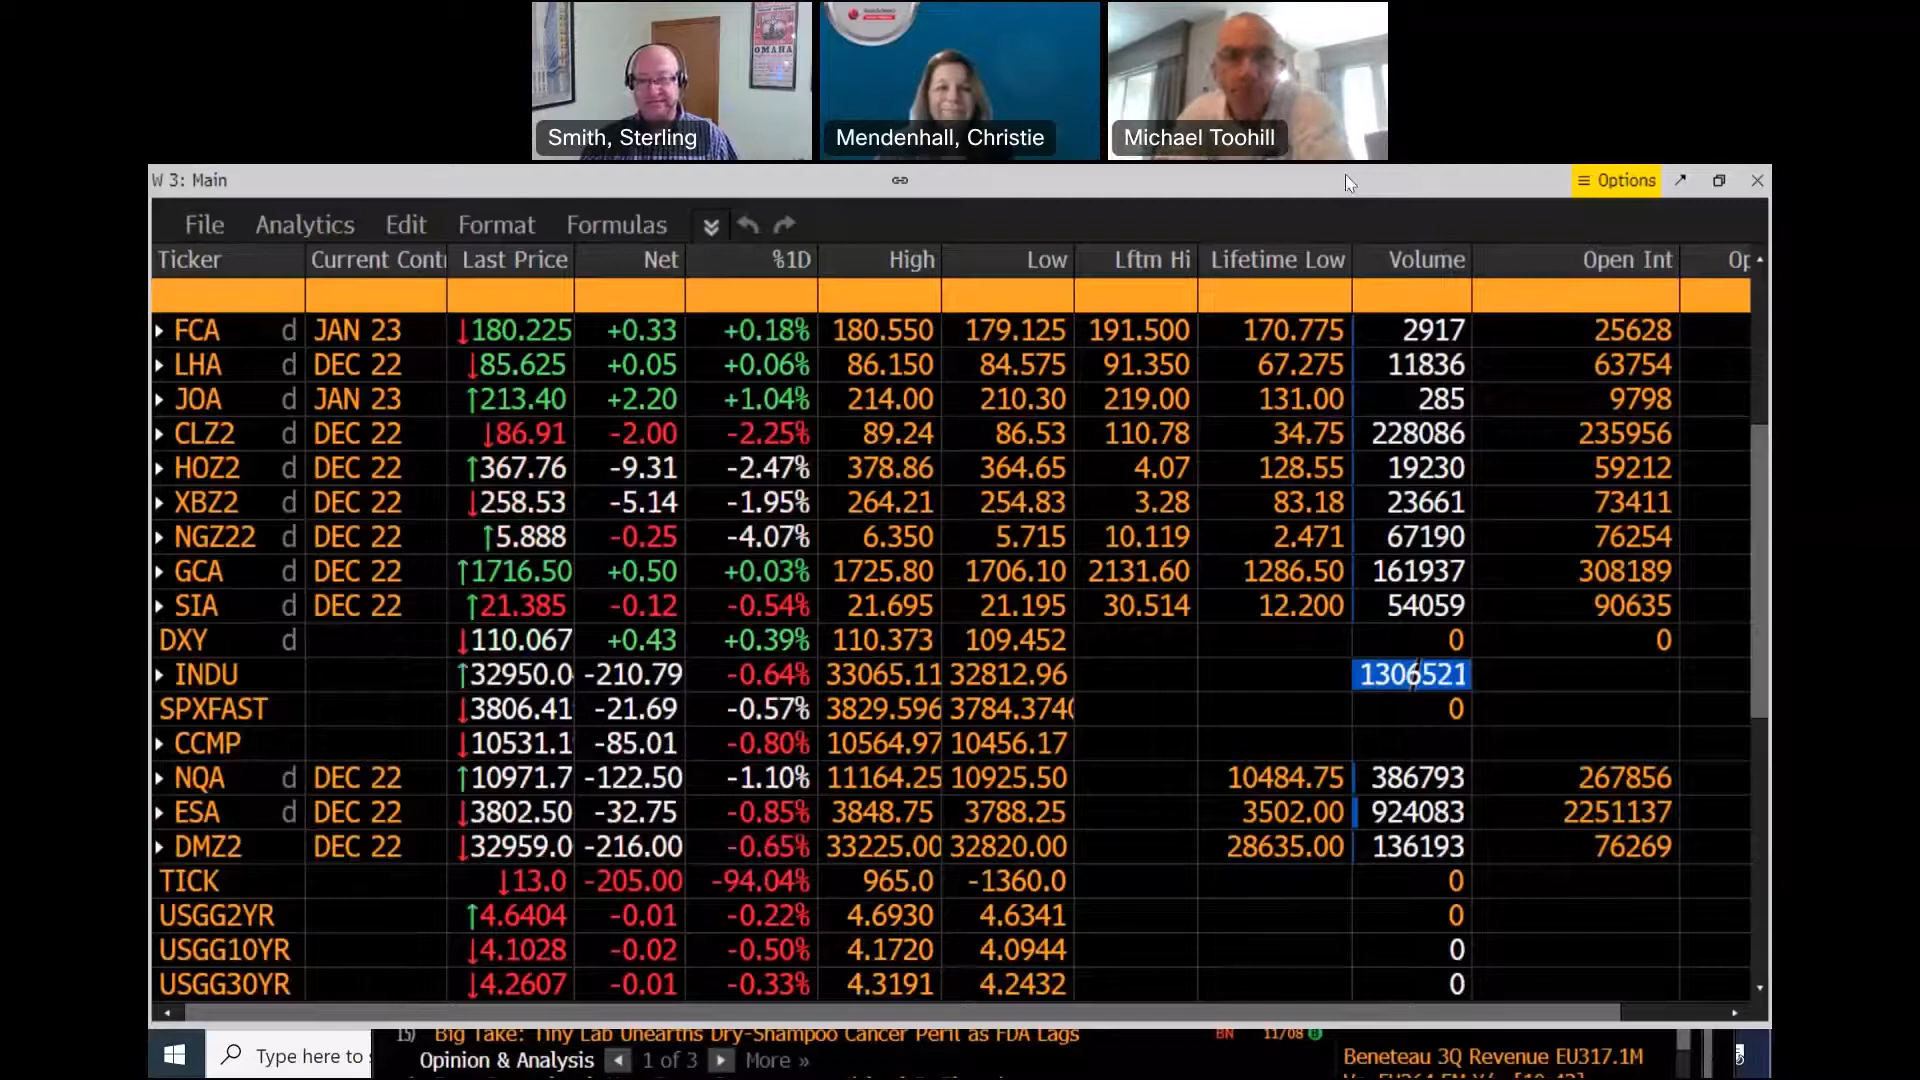 OMAHA
Smith, Sterling
Mendenhall, Christie
Michael Toohill
W 3: Main
Options
File Analytics Edit Format Formulas
Ticker Current Cont Last Price Net %1D High Low Lftm Hi Lifetime Low Volume Open Int Op
FCA d JAN 23 ↓180.225 +0.33 +0.18% 180.550 179.125 191.500 170.775 2917 25628
LHA d DEC 22 ↓85.625 +0.05 +0.06% 86.150 84.575 91.350 67.275 11836 63754
JOA d JAN 23 ↑213.40 +2.20 +1.04% 214.00 210.30 219.00 131.00 285 9798
CLZ2 d DEC 22 ↓86.91 -2.00 -2.25% 89.24 86.53 110.78 34.75 228086 235956
HOZ2 d DEC 22 ↑367.76 -9.31 -2.47% 378.86 364.65 4.07 128.55 19230 59212
XBZ2 d DEC 22 ↓258.53 -5.14 -1.95% 264.21 254.83 3.28 83.18 23661 73411
NGZ22 d DEC 22 ↑5.888 -0.25 -4.07% 6.350 5.715 10.119 2.471 67190 76254
GCA d DEC 22 ↑1716.50 +0.50 +0.03% 1725.80 1706.10 2131.60 1286.50 161937 308189
SIA d DEC 22 ↑21.385 -0.12 -0.54% 21.695 21.195 30.514 12.200 54059 90635
DXY d ↓110.067 +0.43 +0.39% 110.373 109.452 0 0
INDU ↑32950.0 -210.79 -0.64% 33065.11 32812.96 1306521
SPXFAST ↓3806.41 -21.69 -0.57% 3829.596 3784.3740 0
CCMP ↓10531.1 -85.01 -0.80% 10564.97 10456.17
NQA d DEC 22 ↑10971.7 -122.50 -1.10% 11164.25 10925.50 10484.75 386793 267856
ESA d DEC 22 ↓3802.50 -32.75 -0.85% 3848.75 3788.25 3502.00 924083 2251137
DMZ2 DEC 22 ↓32959.0 -216.00 -0.65% 33225.00 32820.00 28635.00 136193 76269
TICK ↓13.0 -205.00 -94.04% 965.0 -1360.0 0
USGG2YR ↑4.6404 -0.01 -0.22% 4.6930 4.6341 0
USGG10YR ↓4.1028 -0.02 -0.50% 4.1720 4.0944 0
USGG30YR ↓4.2607 -0.01 -0.33% 4.3191 4.2432 0
15) Big Take: Tiny Lab Unearths Dry-Shampoo Cancer Peril as FDA Lags BN 11/08
Type here to
Opinion & Analysis 1 of 3 More »
Beneteau 3Q Revenue EU317.1M